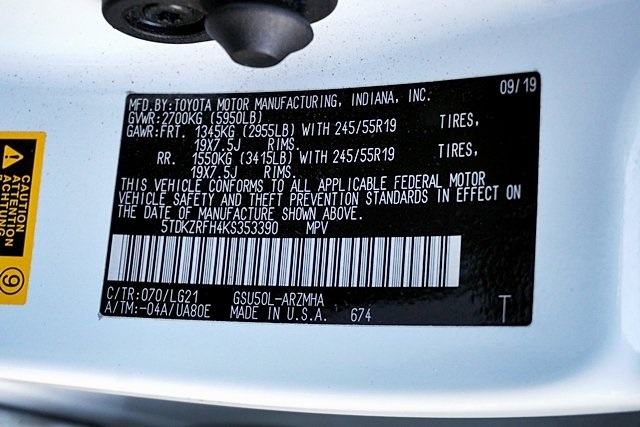 09/19
MFD.BY:TOYOTA MOTOR MANUFACTURING, INDIANA, INC.
GVWR:2700KG (5950LB)
GAWR:FRT. 1345KG (2955LB) WITH 245/55R19 TIRES,
19X7.5J RIMS.
RR. 1550KG (3415LB) WITH 245/55R19 TIRES,
19X7.5J RIMS.
THIS VEHICLE CONFORMS TO ALL APPLICABLE FEDERAL MOTOR
VEHICLE SAFETY AND THEFT PREVENTION STANDARDS IN EFFECT ON
THE DATE OF MANUFACTURE SHOWN ABOVE.
5TDKZRFH4KS353390 MPV
C/TR:070/LG21 GSU50L-ARZMHA
A/TM:-04A/UA80E MADE IN U.S.A. 674
T
CAUTION
ATTENTION
ACHTUNG
9